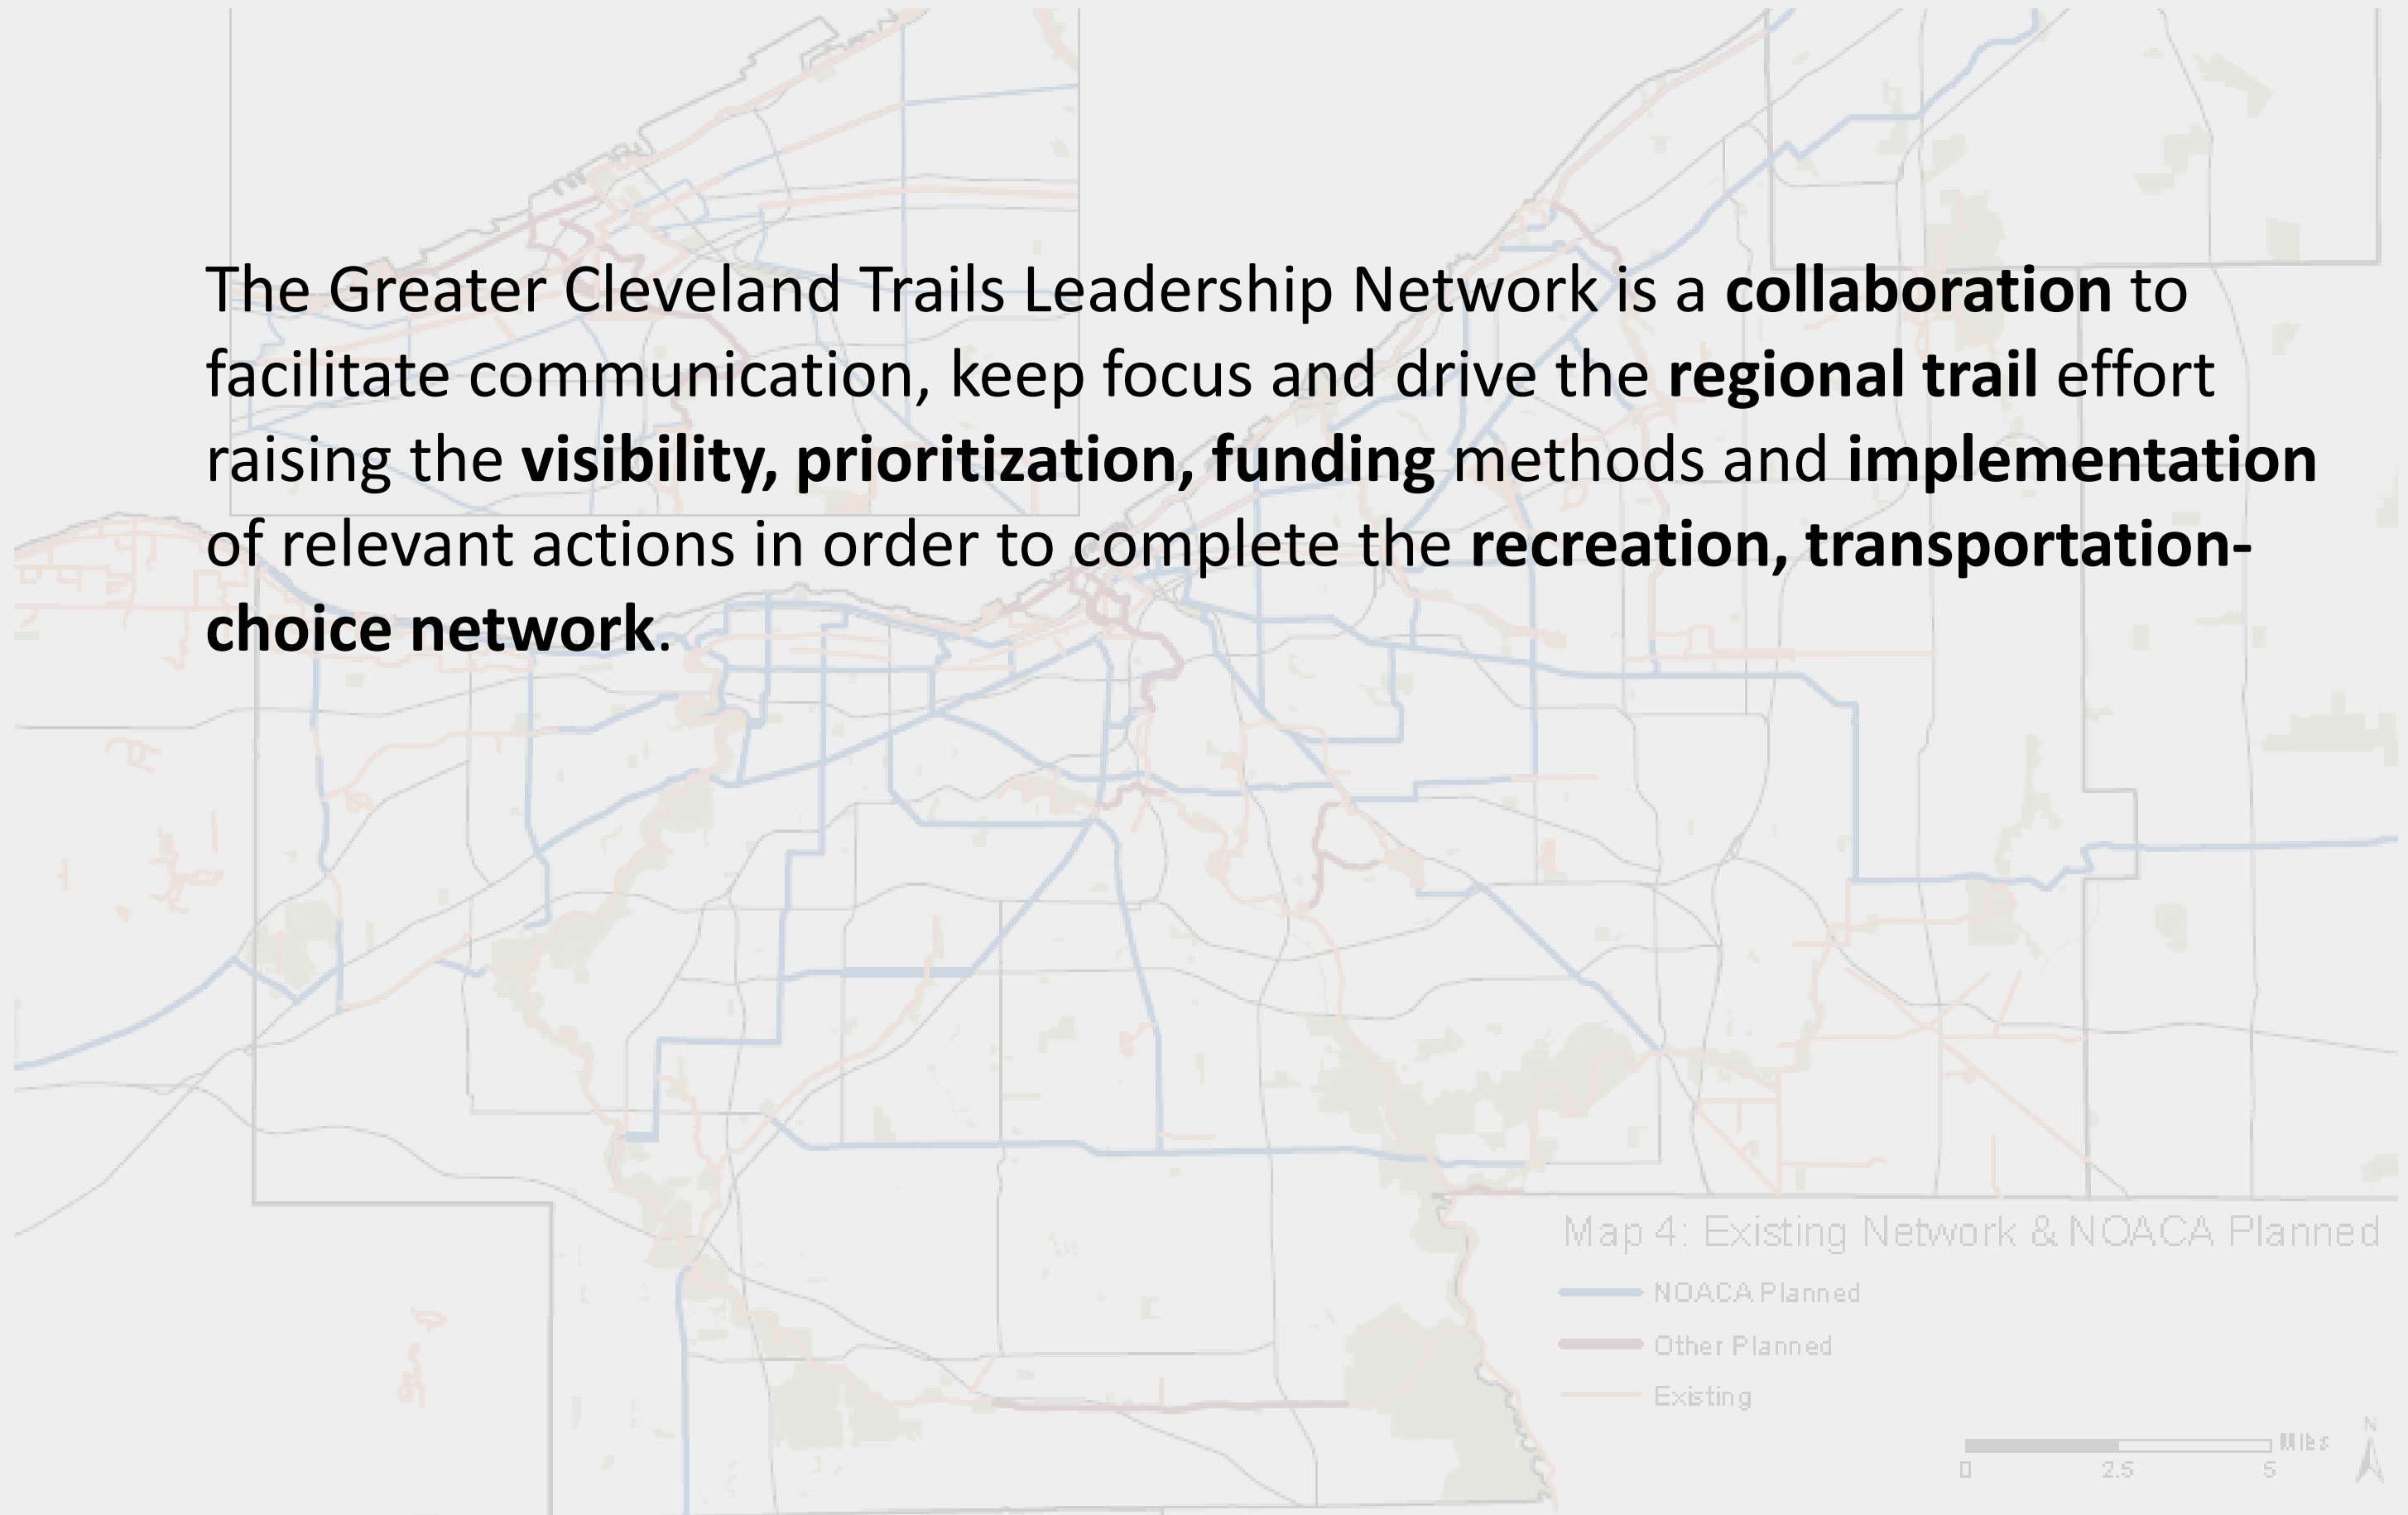 The Greater Cleveland Trails Leadership Network is a collaboration to
facilitate communication, keep focus and drive the regional trail effort
raising the visibility, prioritization, funding methods and implementation
of relevant actions in order to complete the recreation, transportation-
choice network.
Map 4: Existing Network & NOACA Planned
NOACA Planned
Other Planned
Existing
N
Miles
0 2.5 5